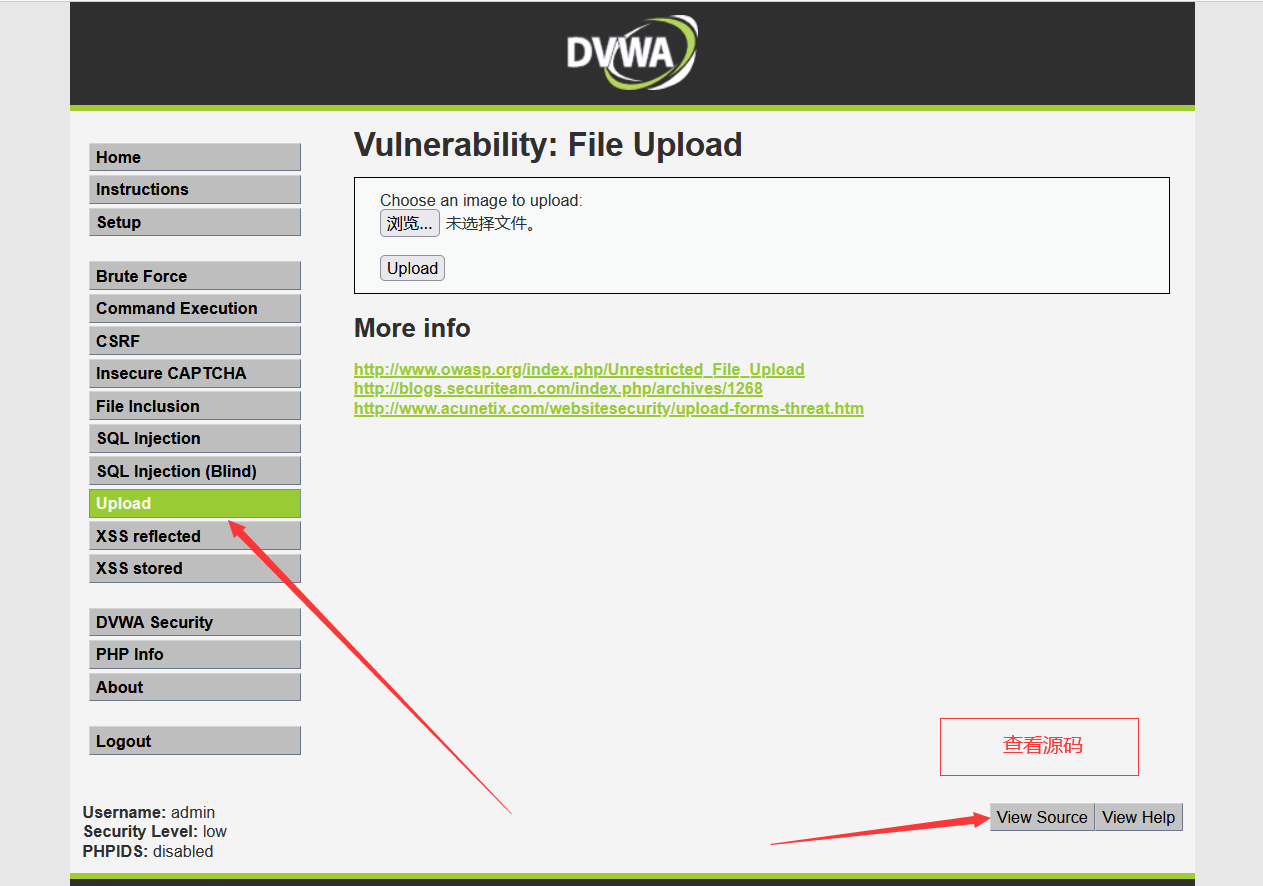 DVWA
Home
Instructions
Setup
Brute Force
Command Execution
CSRF
Insecure CAPTCHA
File Inclusion
SQL Injection
SQL Injection (Blind)
Upload
XSS reflected
XSS stored
DVWA Security
PHP Info
About
Logout
Vulnerability: File Upload
Choose an image to upload:
浏览... 未选择文件。
Upload
More info
http://www.owasp.org/index.php/Unrestricted_File_Upload
http://blogs.securiteam.com/index.php/archives/1268
http://www.acunetix.com/websitesecurity/upload-forms-threat.htm
查看源码
Username: admin
Security Level: low
PHPIDS: disabled
View Source View Help